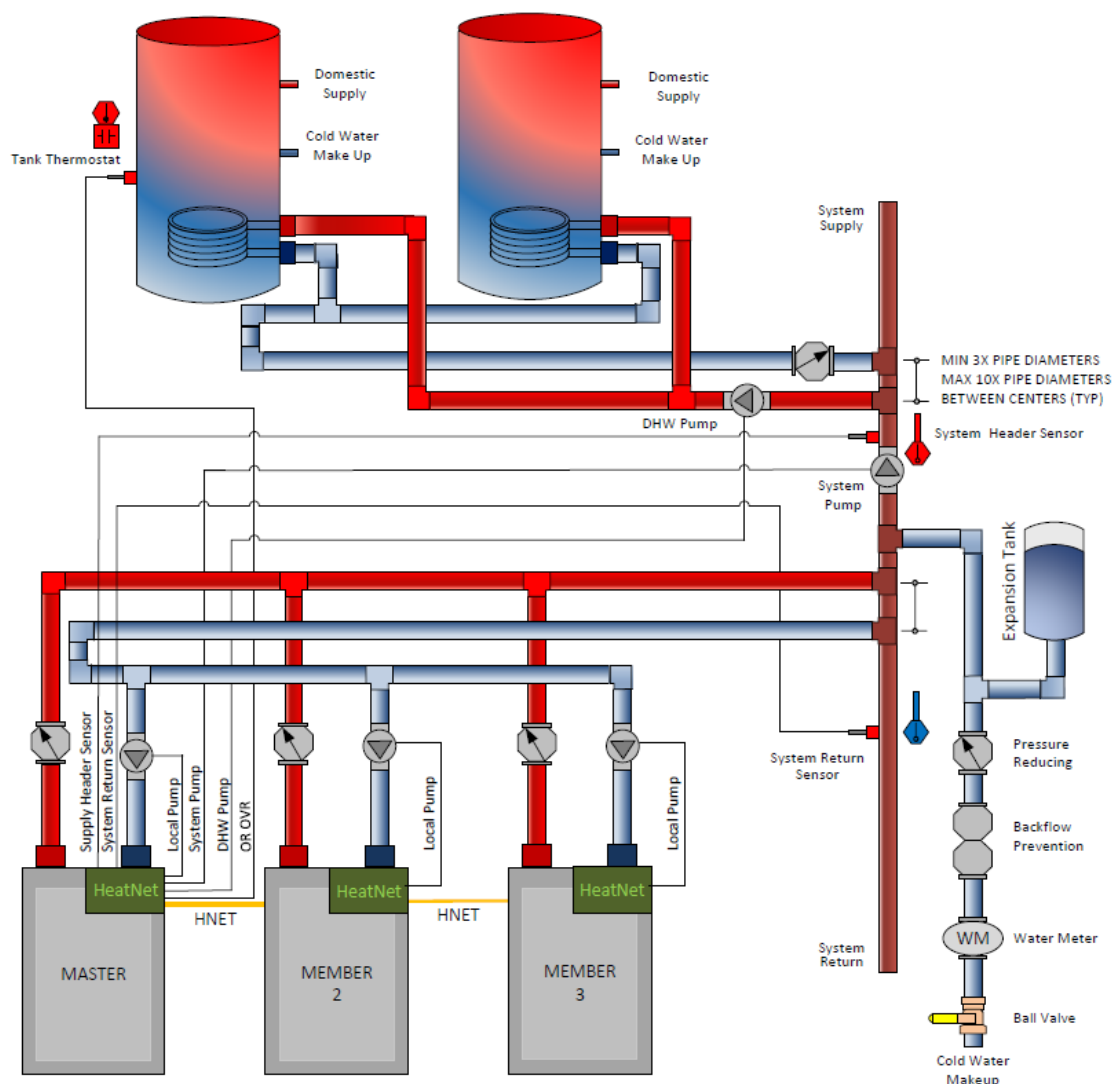 Domestic
Supply
Cold Water
Make Up
Tank Thermostat
Domestic
Supply
Cold Water
Make Up
System
Supply
MIN 3X PIPE DIAMETERS
MAX 10X PIPE DIAMETERS
BETWEEN CENTERS (TYP)
DHW Pump
System Header Sensor
System
Pump
Expansion Tank
Supply Header Sensor
System Return Sensor
Local Pump
System Pump
DHW Pump
OR OVR
Local Pump
Local Pump
System Return
Sensor
Pressure
Reducing
Backflow
Prevention
HeatNet
HeatNet
HeatNet
HNET
HNET
MASTER
MEMBER
2
MEMBER
3
System
Return
WM
Water Meter
Ball Valve
Cold Water
Makeup